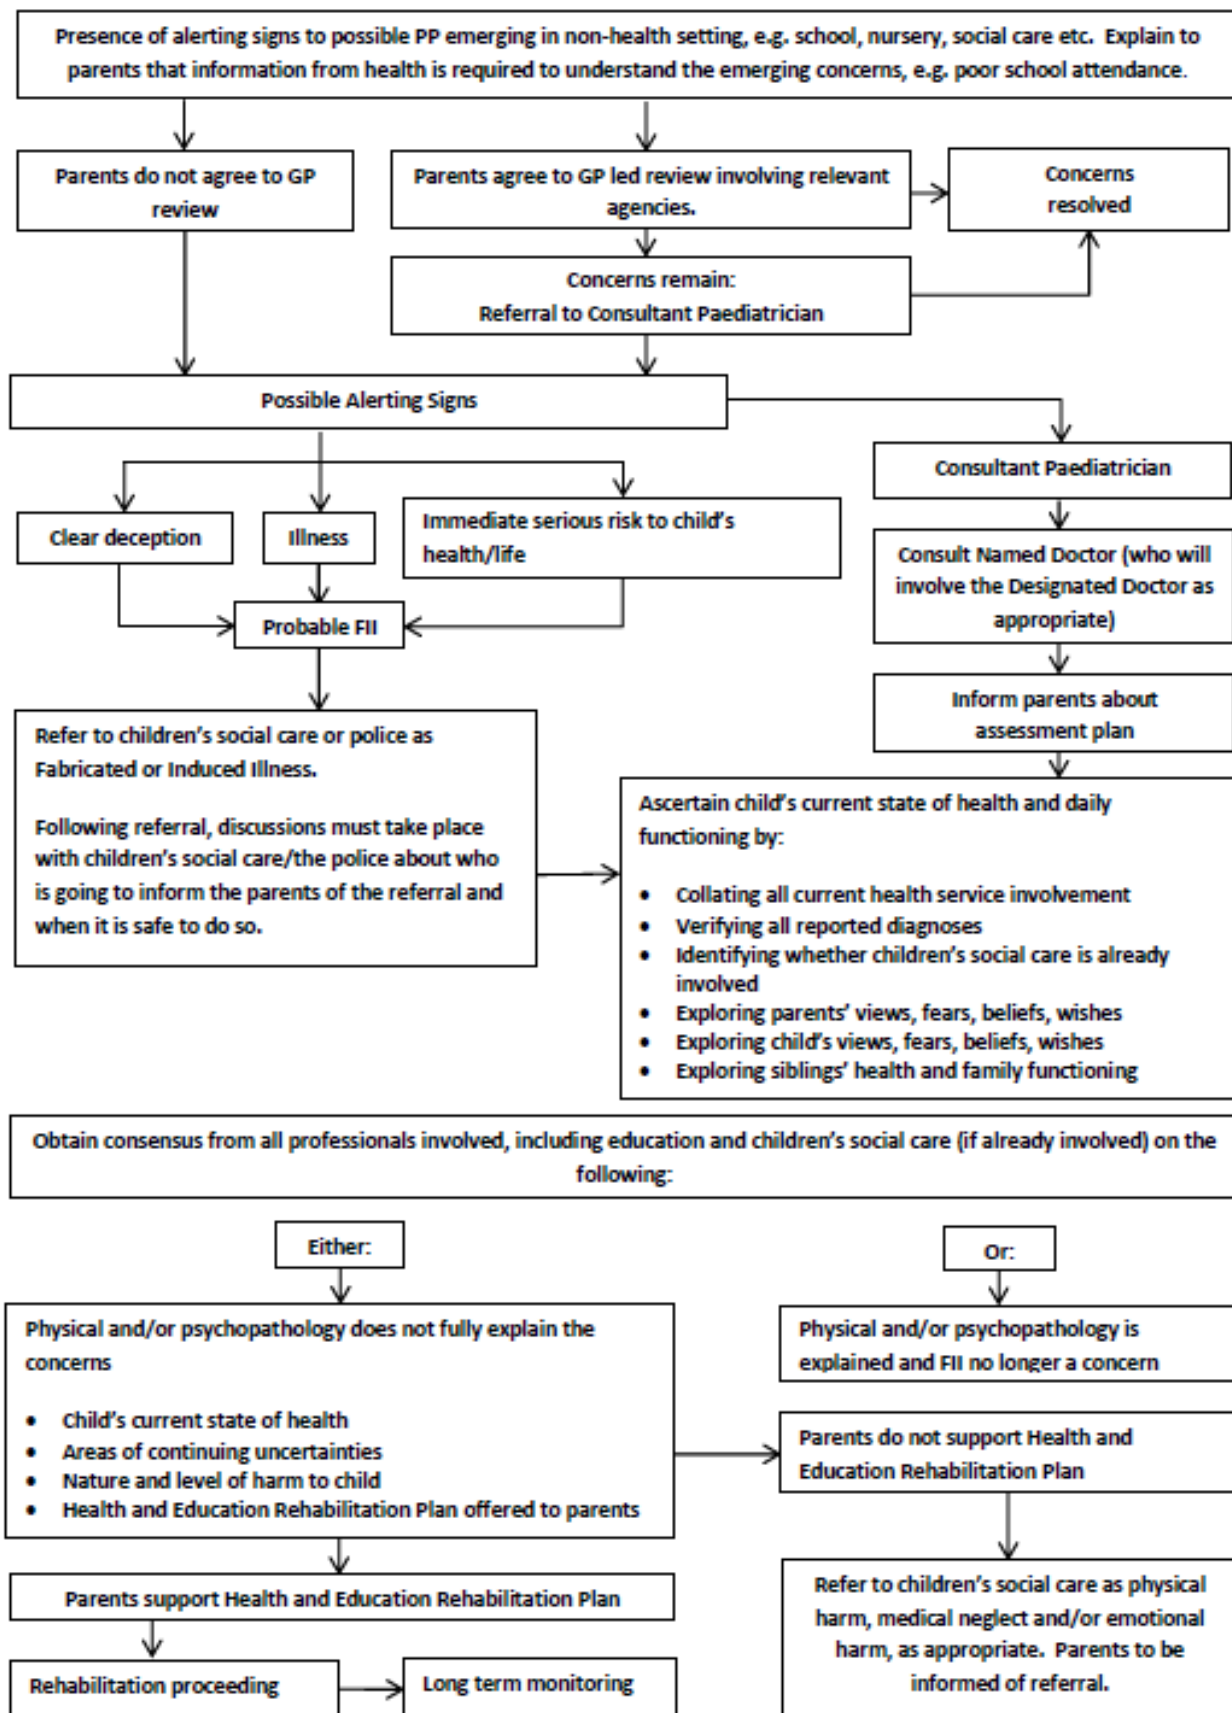 Presence of alerting signs to possible PP emerging in non-health setting, e.g. school, nursery, social care etc. Explain to
parents that information from health is required to understand the emerging concerns, e.g. poor school attendance.
Parents do not agree to GP
review
Parents agree to GP led review involving relevant
agencies.
Concerns
resolved
Concerns remain:
Referral to Consultant Paediatrician
Possible Alerting Signs
Consultant Paediatrician
Clear deception
Illness
Immediate serious risk to child's
health/life
Consult Named Doctor (who will
involve the Designated Doctor as
appropriate)
Probable FII
Inform parents about
assessment plan
Refer to children's social care or police as
Fabricated or Induced Illness.
Following referral, discussions must take place
with children's social care/the police about who
is going to inform the parents of the referral and
when it is safe to do so.
Ascertain child's current state of health and daily
functioning by:
• Collating all current health service involvement
• Verifying all reported diagnoses
• Identifying whether children's social care is already
involved
• Exploring parents' views, fears, beliefs, wishes
• Exploring child's views, fears, beliefs, wishes
• Exploring siblings' health and family functioning
Obtain consensus from all professionals involved, including education and children's social care (if already involved) on the
following:
Either:
Or:
Physical and/or psychopathology does not fully explain the
concerns
• Child's current state of health
• Areas of continuing uncertainties
• Nature and level of harm to child
• Health and Education Rehabilitation Plan offered to parents
Physical and/or psychopathology is
explained and FII no longer a concern
Parents do not support Health and
Education Rehabilitation Plan
Parents support Health and Education Rehabilitation Plan
Refer to children's social care as physical
harm, medical neglect and/or emotional
harm, as appropriate. Parents to be
informed of referral.
Rehabilitation proceeding
Long term monitoring